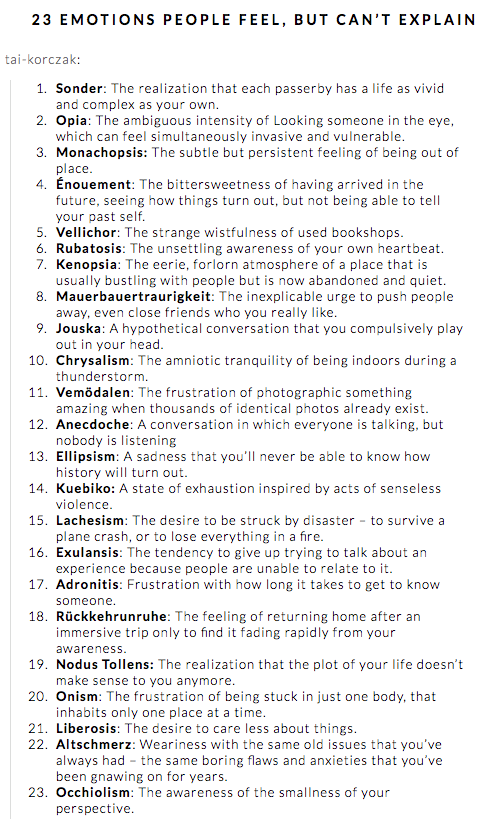 23 EMOTIONS PEOPLE FEEL, BUT CAN'T EXPLAIN
tai-korczak:
1. Sonder: The realization that each passerby has a life as vivid
and complex as your own.
2. Opia: The ambiguous intensity of Looking someone in the eye,
which can feel simultaneously invasive and vulnerable.
3. Monachopsis: The subtle but persistent feeling of being out of
place.
4. Énouement: The bittersweetness of having arrived in the
future, seeing how things turn out, but not being able to tell
your past self.
5. Vellichor: The strange wistfulness of used bookshops.
6. Rubatosis: The unsettling awareness of your own heartbeat.
7. Kenopsia: The eerie, forlorn atmosphere of a place that is
usually bustling with people but is now abandoned and quiet.
8. Mauerbauertraurigkeit: The inexplicable urge to push people
away, even close friends who you really like.
9. Jouska: A hypothetical conversation that you compulsively play
out in your head.
10. Chrysalism: The amniotic tranquility of being indoors during a
thunderstorm.
11. Vemödalen: The frustration of photographic something
amazing when thousands of identical photos already exist.
12. Anecdoche: A conversation in which everyone is talking, but
nobody is listening
13. Ellipsism: A sadness that you'll never be able to know how
history will turn out.
14. Kuebiko: A state of exhaustion inspired by acts of senseless
violence.
15. Lachesism: The desire to be struck by disaster – to survive a
plane crash, or to lose everything in a fire.
16. Exulansis: The tendency to give up trying to talk about an
experience because people are unable to relate to it.
17. Adronitis: Frustration with how long it takes to get to know
someone.
18. Rückkehrunruhe: The feeling of returning home after an
immersive trip only to find it fading rapidly from your
awareness.
19. Nodus Tollens: The realization that the plot of your life doesn't
make sense to you anymore.
20. Onism: The frustration of being stuck in just one body, that
inhabits only one place at a time.
21. Liberosis: The desire to care less about things.
22. Altschmerz: Weariness with the same old issues that you've
always had – the same boring flaws and anxieties that you've
been gnawing on for years.
23. Occhiolism: The awareness of the smallness of your
perspective.